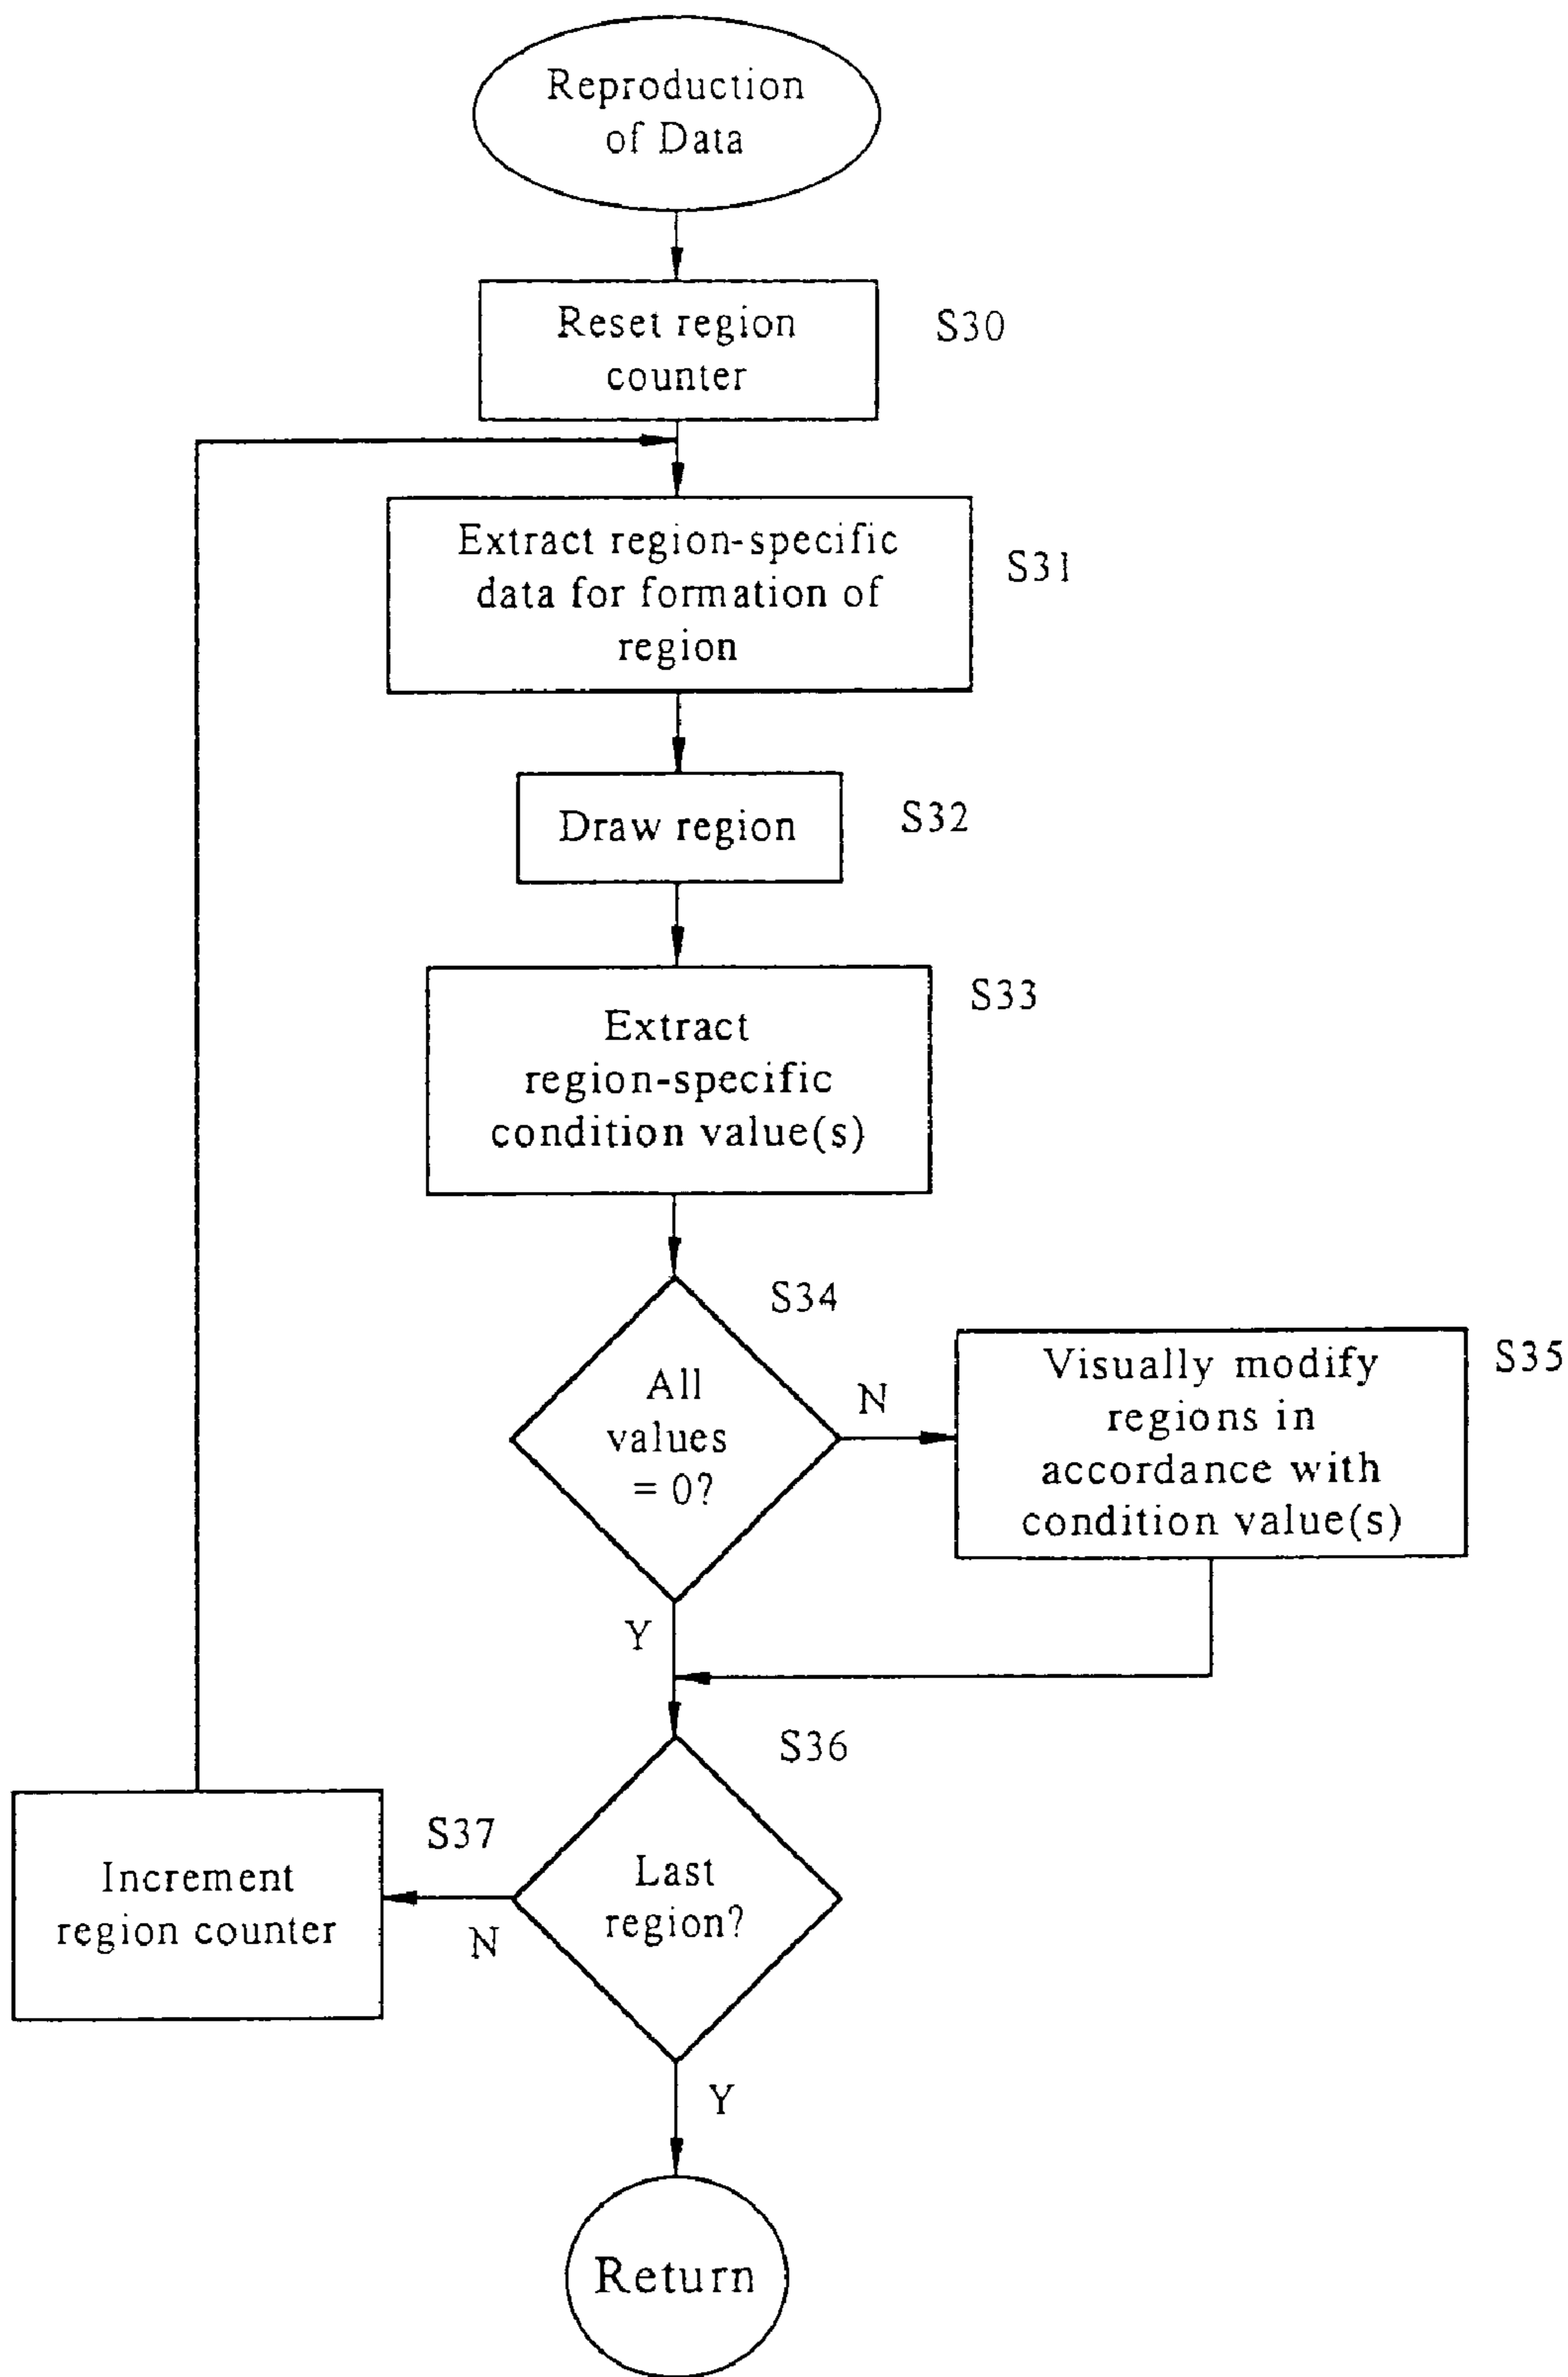 Reproduction
of Data
Reset region
counter
S30
Extract region-specific
data for formation of
region
S31
Draw region
S32
Extract
region-specific
condition value(s)
S33
All
values
= 0?
S34
N
Y
Visually modify
regions in
accordance with
condition value(s)
S35
Last
region?
S36
N
Y
Increment
region counter
S37
Return